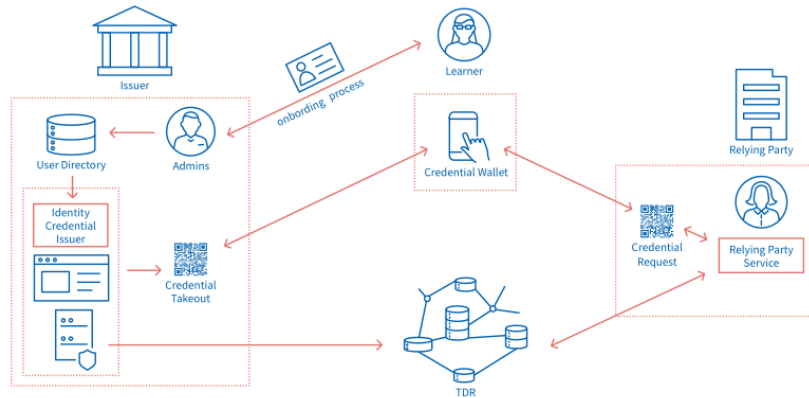 Issuer
Learner
onbording process
User Directory
Admins
Relying Party
Credential Wallet
Identity
Credential
Issuer
Credential
Takeout
Credential
Request
Relying Party
Service
TDR